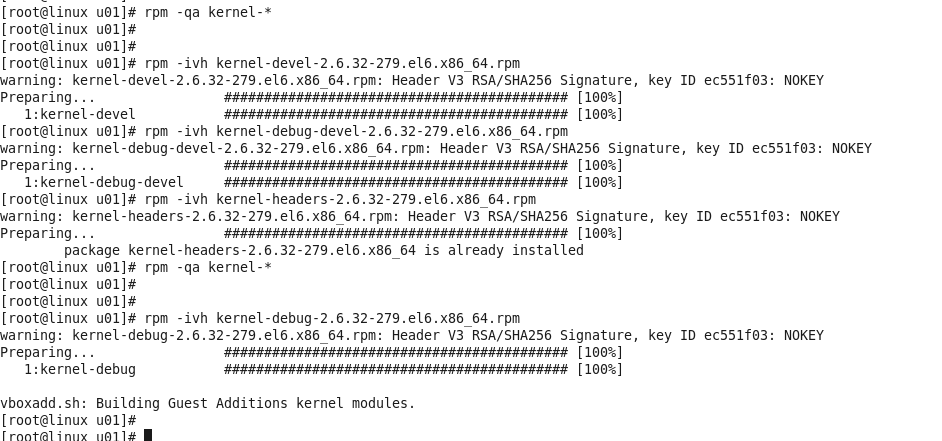 [root@linux u01]# rpm -qa kernel-*
[root@linux u01]#
[root@linux u01]#
[root@linux u01]# rpm -ivh kernel-devel-2.6.32-279.el6.x86_64.rpm
warning: kernel-devel-2.6.32-279.el6.x86_64.rpm: Header V3 RSA/SHA256 Signature, key ID ec551f03: NOKEY
Preparing...                ########################################### [100%]
   1:kernel-devel           ########################################### [100%]
[root@linux u01]# rpm -ivh kernel-debug-devel-2.6.32-279.el6.x86_64.rpm
warning: kernel-debug-devel-2.6.32-279.el6.x86_64.rpm: Header V3 RSA/SHA256 Signature, key ID ec551f03: NOKEY
Preparing...                ########################################### [100%]
   1:kernel-debug-devel     ########################################### [100%]
[root@linux u01]# rpm -ivh kernel-headers-2.6.32-279.el6.x86_64.rpm
warning: kernel-headers-2.6.32-279.el6.x86_64.rpm: Header V3 RSA/SHA256 Signature, key ID ec551f03: NOKEY
Preparing...                ########################################### [100%]
        package kernel-headers-2.6.32-279.el6.x86_64 is already installed
[root@linux u01]# rpm -qa kernel-*
[root@linux u01]#
[root@linux u01]#
[root@linux u01]# rpm -ivh kernel-debug-2.6.32-279.el6.x86_64.rpm
warning: kernel-debug-2.6.32-279.el6.x86_64.rpm: Header V3 RSA/SHA256 Signature, key ID ec551f03: NOKEY
Preparing...                ########################################### [100%]
   1:kernel-debug           ########################################### [100%]
vboxadd.sh: Building Guest Additions kernel modules.
[root@linux u01]#
[root@linux u01]#